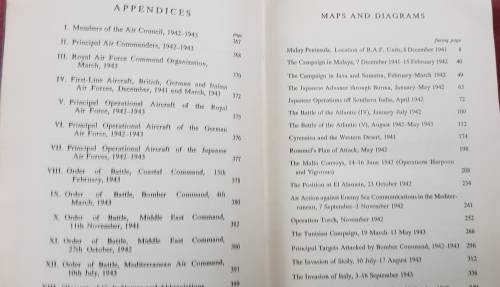 APPENDICES
page
I. Members of the Air Council, 1942-1943 367
II. Principal Air Commanders, 1942-1943 368
III. Royal Air Force Command Organization,
March, 1943 370
IV. First-Line Aircraft, British, German and Italian
Air Forces, December, 1941 and March, 1943 372
V. Principal Operational Aircraft of the Royal
Air Force, 1942-1943 375
VI. Principal Operational Aircraft of the German
Air Force, 1942-1943 376
VII. Principal Operational Aircraft of the Japanese
Air Forces, 1942-1943 377
VIII. Order of Battle, Coastal Command, 15th
February, 1943 378
IX. Order of Battle, Bomber Command, 4th
March, 1943 380
X. Order of Battle, Middle East Command,
11th November, 1941
XI. Order of Battle, Middle East Command,
27th October, 1942
XII. Order of Battle, Mediterranean Air Command,
10th July, 1943 391
399
MAPS AND DIAGRAMS
facing page
Malay Peninsula. Location of R.A.F. Units, 8 December 1941 8
The Campaign in Malaya, 7 December 1941-15 February 1942 40
The Campaign in Java and Sumatra, February-March 1942 49
The Japanese Advance through Burma, January-May 1942 65
Japanese Operations off Southern India, April 1942 72
The Battle of the Atlantic (IV), January-July 1942 100
The Battle of the Atlantic (V), August 1942-May 1943 112
Cyrenaica and the Western Desert, 1941 174
Rommel's Plan of Attack, May 1942 198
The Malta Convoys, 14-16 June 1942 (Operations Harpoon
and Vigorous) 208
The Position at El Alamein, 23 October 1942 234
Air Action against Enemy Sea Communications in the Mediter-
ranean, 7 September-3 November 1942 241
Operation Torch, November 1942 252
The Tunisian Campaign, 19 March-13 May 1943 266
Principal Targets Attacked by Bomber Command, 1942-1943 296
The Invasion of Sicily, 10 July-17 August 1943 312
The Invasion of Italy, 3-16 September 1943 336